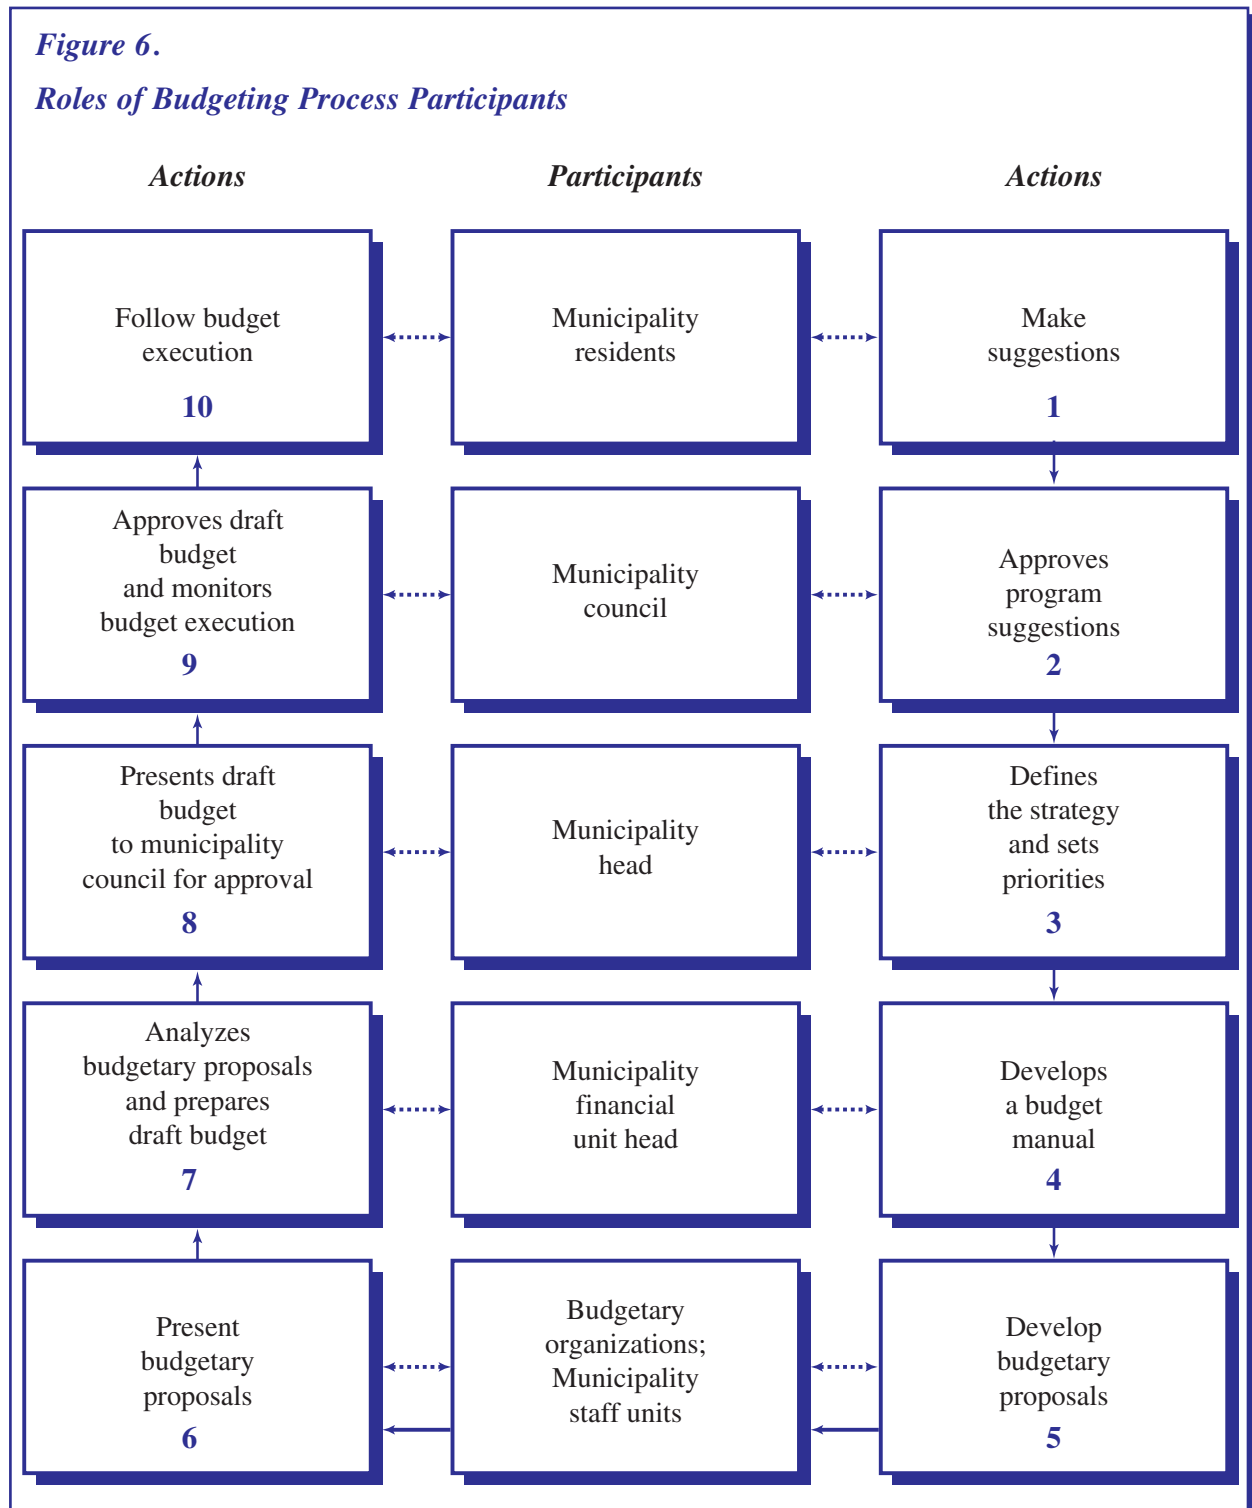 Figure 6.
Roles of Budgeting Process Participants
Actions
Participants
Actions
Follow budget
execution
10
Municipality
residents
Make
suggestions
1
Approves draft
budget
and monitors
budget execution
9
Municipality
council
Approves
program
suggestions
2
Presents draft
budget
to municipality
council for approval
8
Municipality
head
Defines
the strategy
and sets
priorities
3
Analyzes
budgetary proposals
and prepares
draft budget
7
Municipality
financial
unit head
Develops
a budget
manual
4
Present
budgetary
proposals
6
Budgetary
organizations;
Municipality
staff units
Develop
budgetary
proposals
5